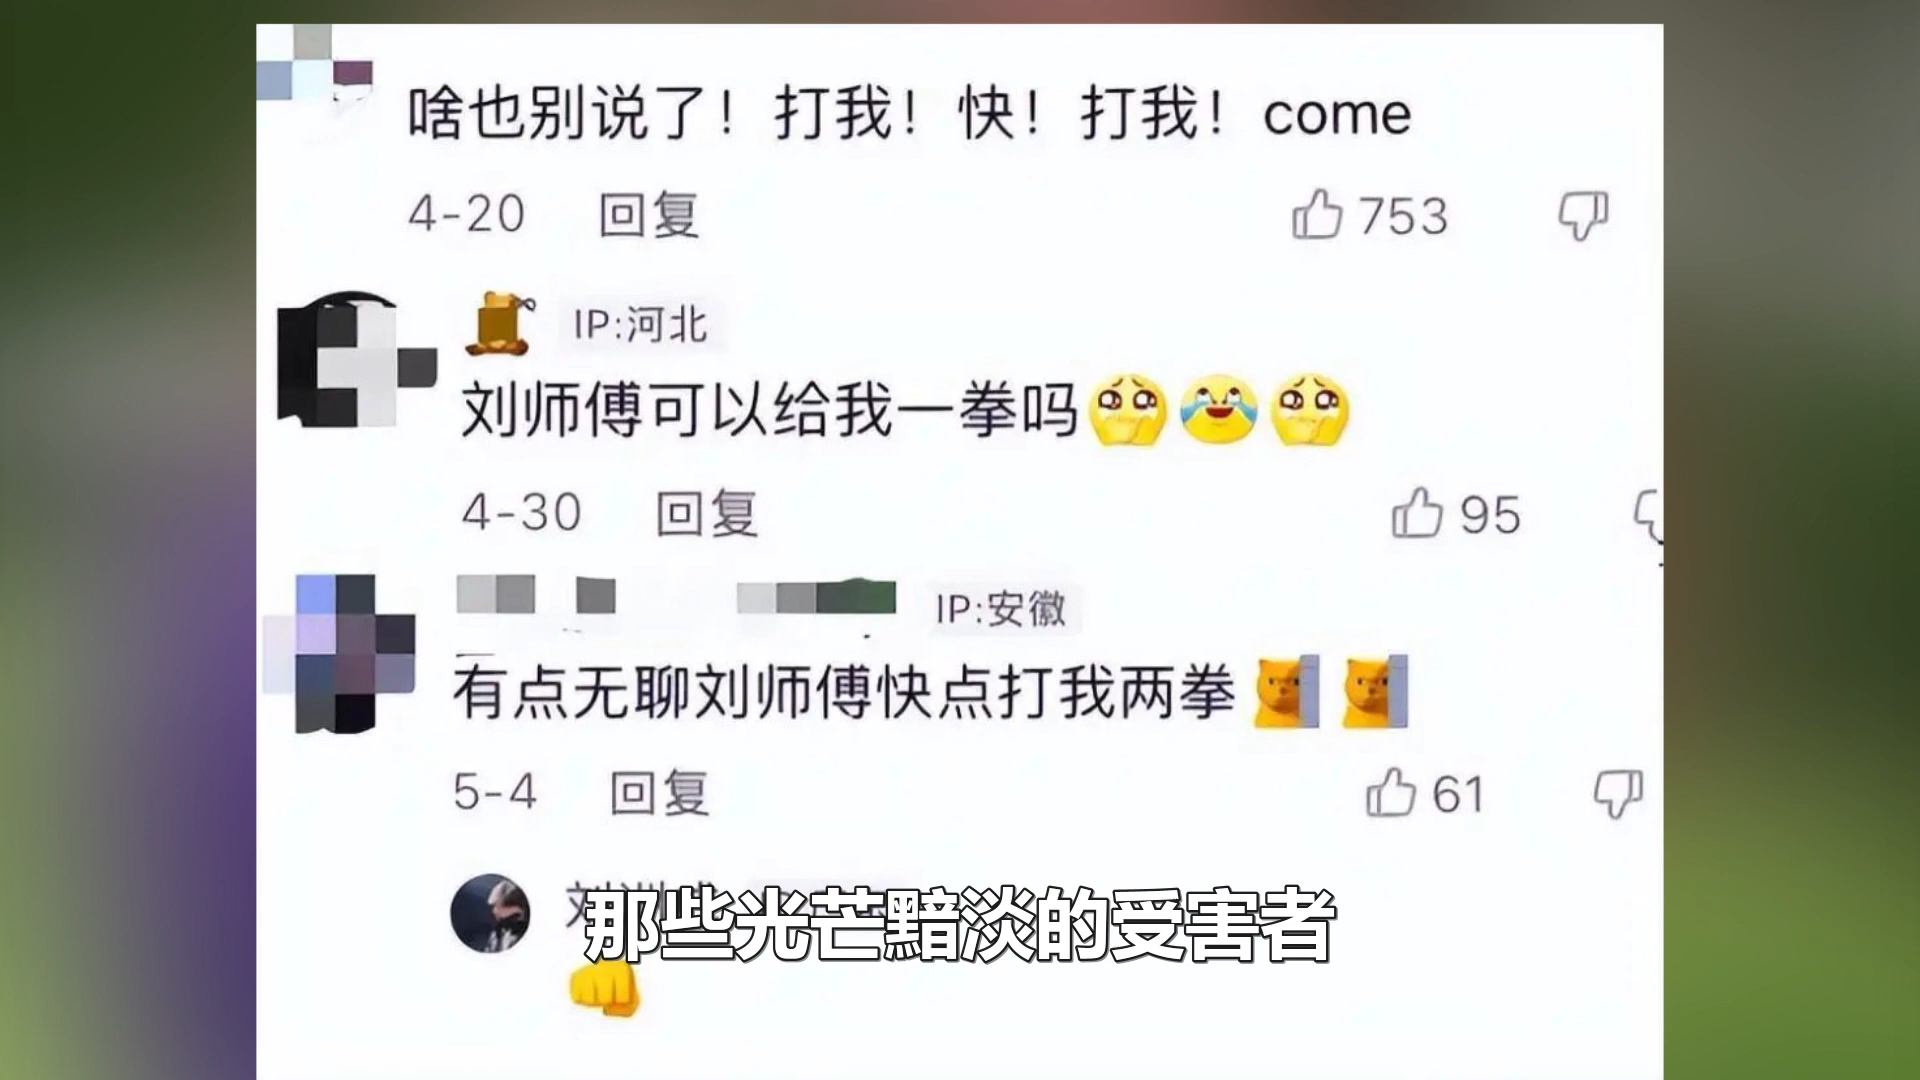 啥也别说了！打我！快！打我！come
4-20 回复 753
IP:河北
刘师傅可以给我一拳吗
4-30 回复 95
IP:安徽
有点无聊刘师傅快点打我两拳
5-4 回复 61
那些光芒黯淡的受害者